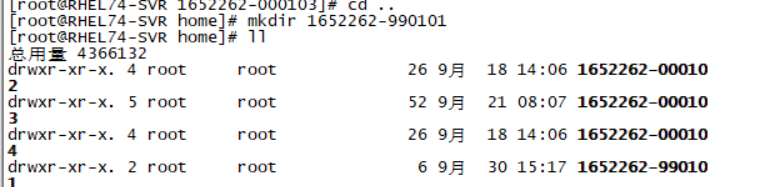 [root@RHEL74-SVR 1652262-000103]# cd ..
[root@RHEL74-SVR home]# mkdir 1652262-990101
[root@RHEL74-SVR home]# ll
总用量 4366132
drwxr-xr-x. 4 root root 26 9月 18 14:06 1652262-00010
2
drwxr-xr-x. 5 root root 52 9月 21 08:07 1652262-00010
3
drwxr-xr-x. 4 root root 26 9月 18 14:06 1652262-00010
4
drwxr-xr-x. 2 root root 6 9月 30 15:17 1652262-99010
1